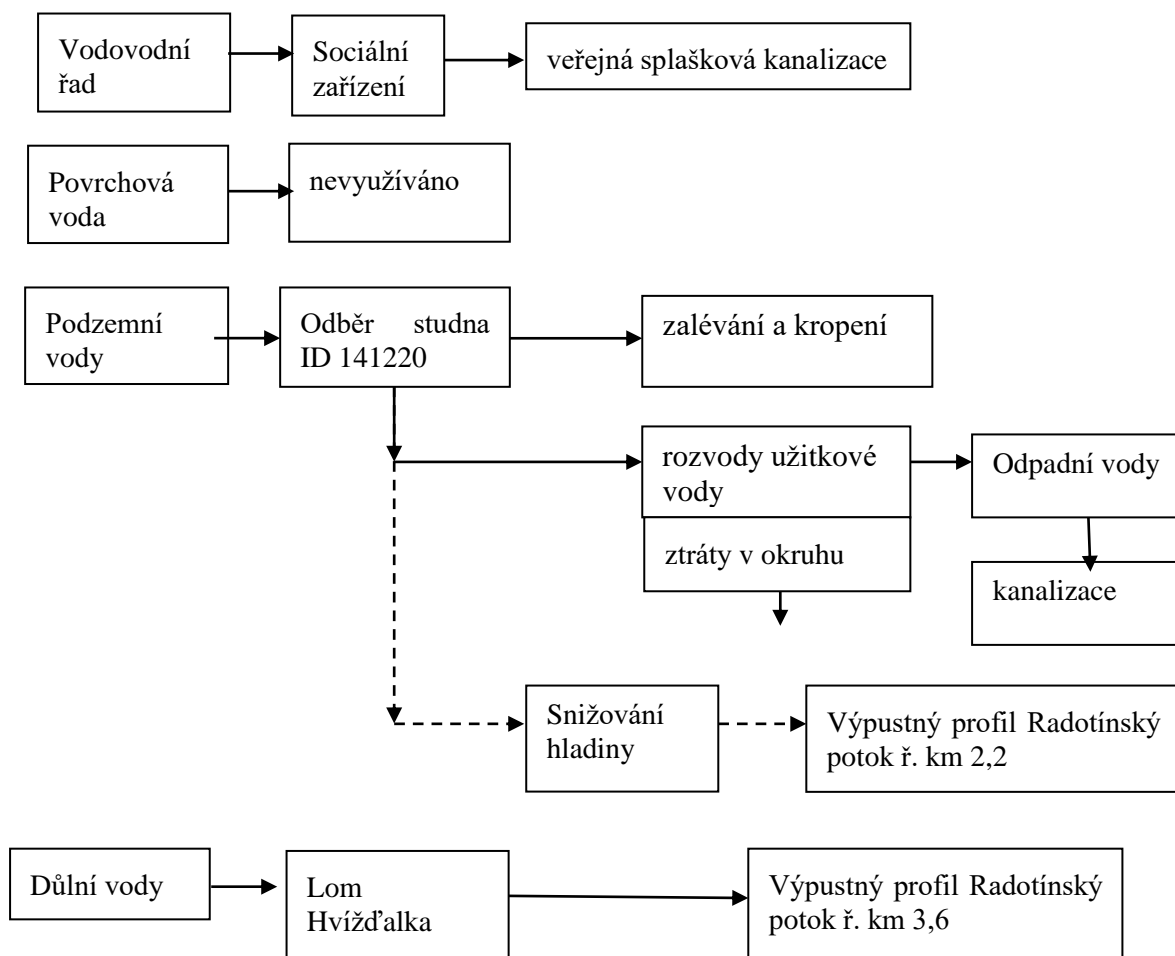 Vodovodní
řad
Sociální
zařízení
veřejná splašková kanalizace
Povrchová
voda
nevyužíváno
Podzemní
vody
Odběr studna
ID 141220
zalévání a kropení
rozvody užitkové
vody
Odpadní vody
ztráty v okruhu
kanalizace
Snižování
hladiny
Výpustný profil Radotínský
potok ř. km 2,2
Důlní vody
Lom
Hvížďalka
Výpustný profil Radotínský
potok ř. km 3,6